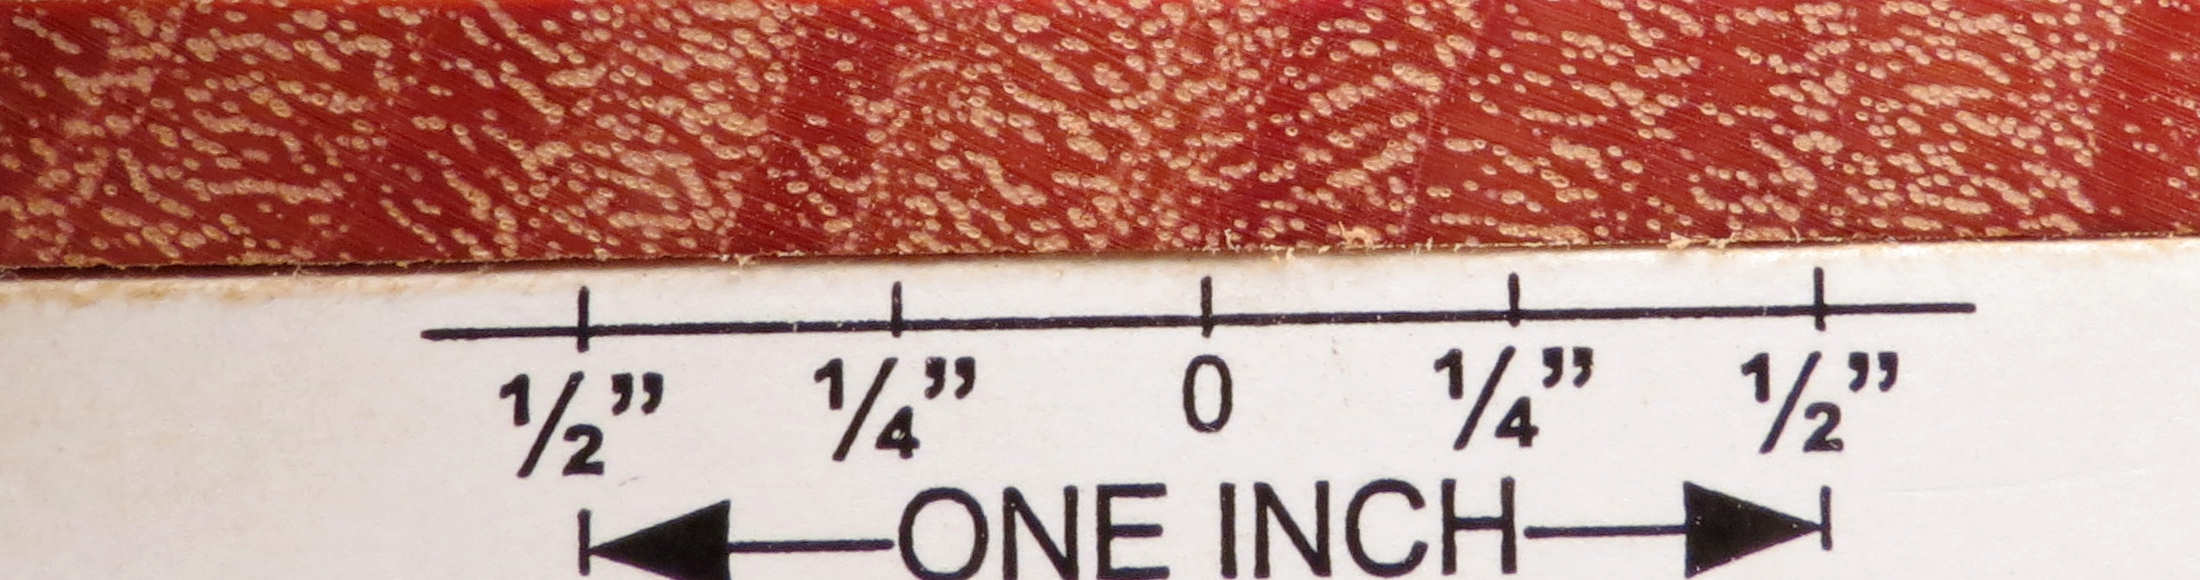 ½” ¼” 0 ¼” ½”
ONE INCH